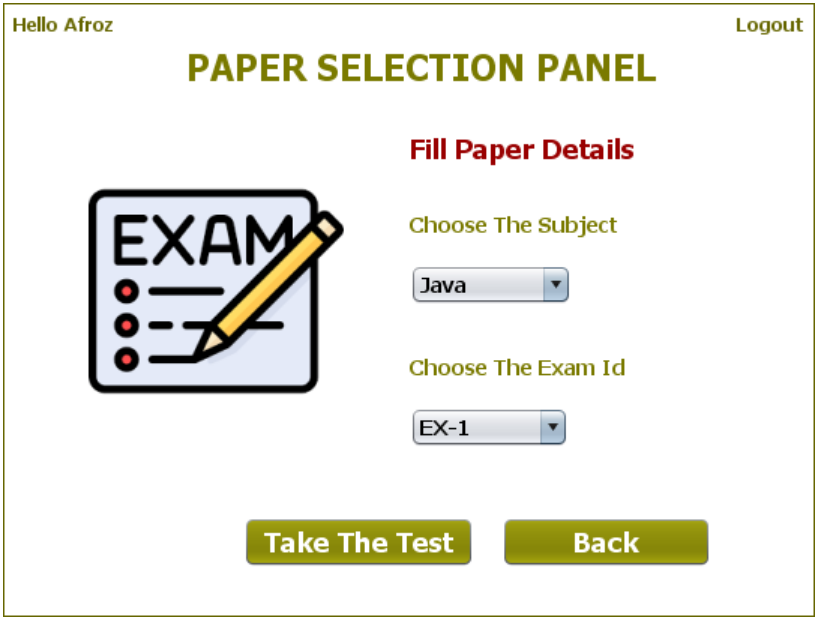 Hello Afroz
Logout
PAPER SELECTION PANEL
Fill Paper Details
EXAM
Choose The Subject
Java
Choose The Exam Id
EX-1
Take The Test
Back